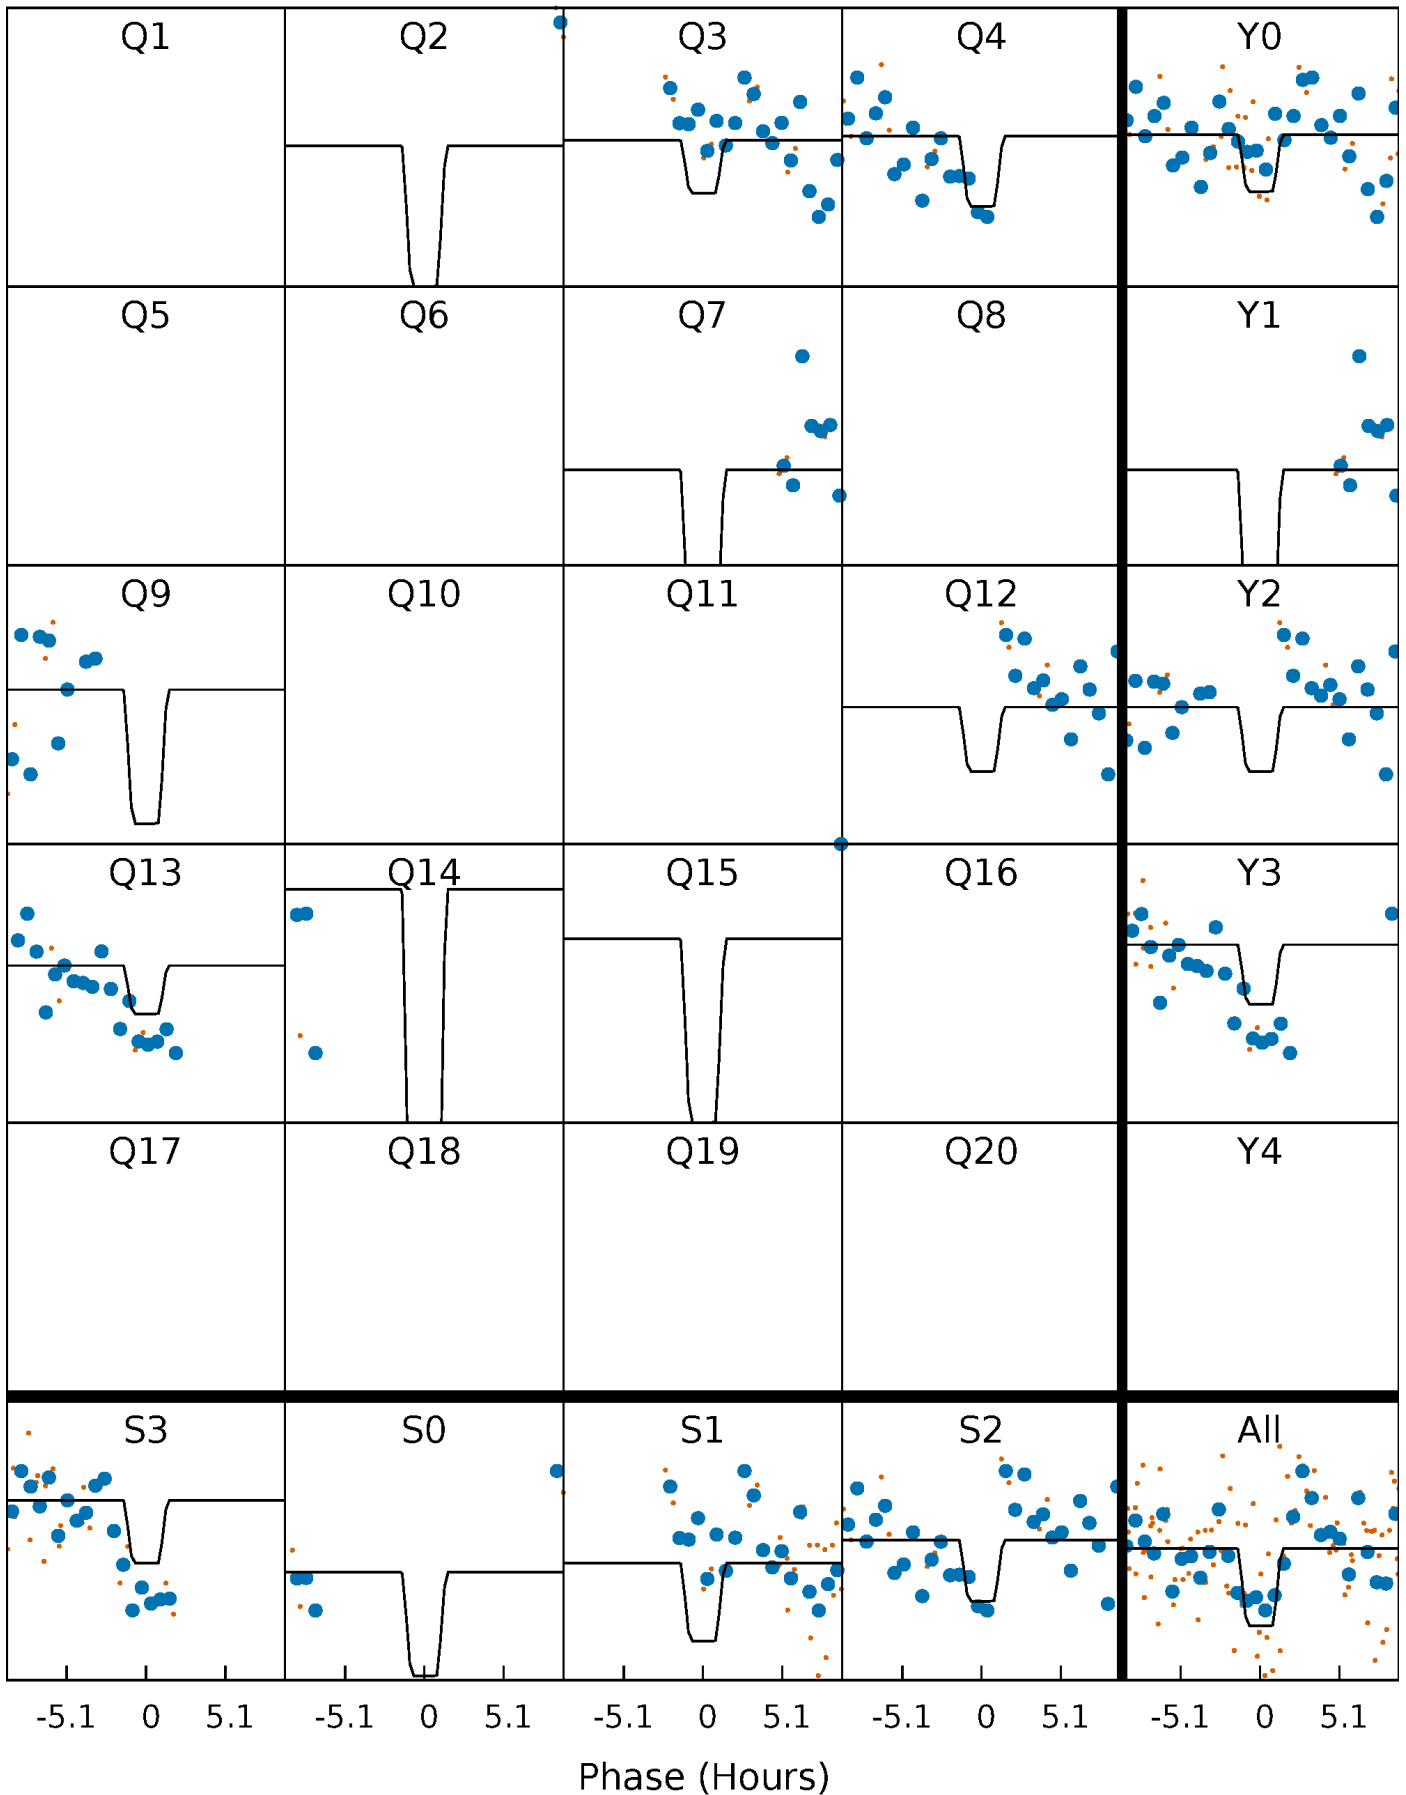 Q1 Q2 Q3 Q4 Y0
Q5 Q6 Q7 Q8 Y1
Q9 Q10 Q11 Q12 Y2
Q13 Q14 Q15 Q16 Y3
Q17 Q18 Q19 Q20 Y4
S3 S0 S1 S2 All
-5.1 0 5.1 -5.1 0 5.1 -5.1 0 5.1 -5.1 0 5.1 -5.1 0 5.1
Phase (Hours)